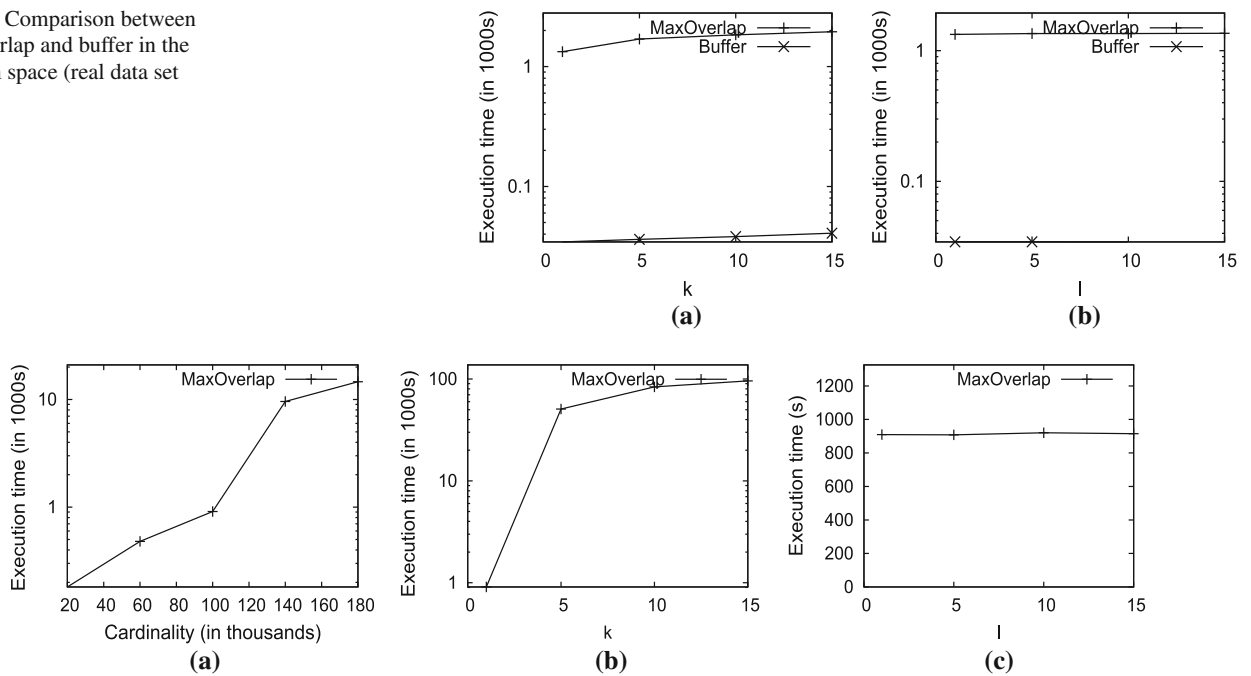 Comparison between
rlap and buffer in the
space (real data set
MaxOverlap
Buffer
Execution time (in 1000s)
1
0.1
0 5 10 15
k
(a)
MaxOverlap
Buffer
Execution time (in 1000s)
1
0.1
0 5 10 15
l
(b)
MaxOverlap
Execution time (in 1000s)
10
1
20 40 60 80 100 120 140 160 180
Cardinality (in thousands)
(a)
MaxOverlap
Execution time (in 1000s)
100
10
1
0 5 10 15
k
(b)
MaxOverlap
Execution time (s)
1200
1000
800
600
400
200
0
0 5 10 15
l
(c)